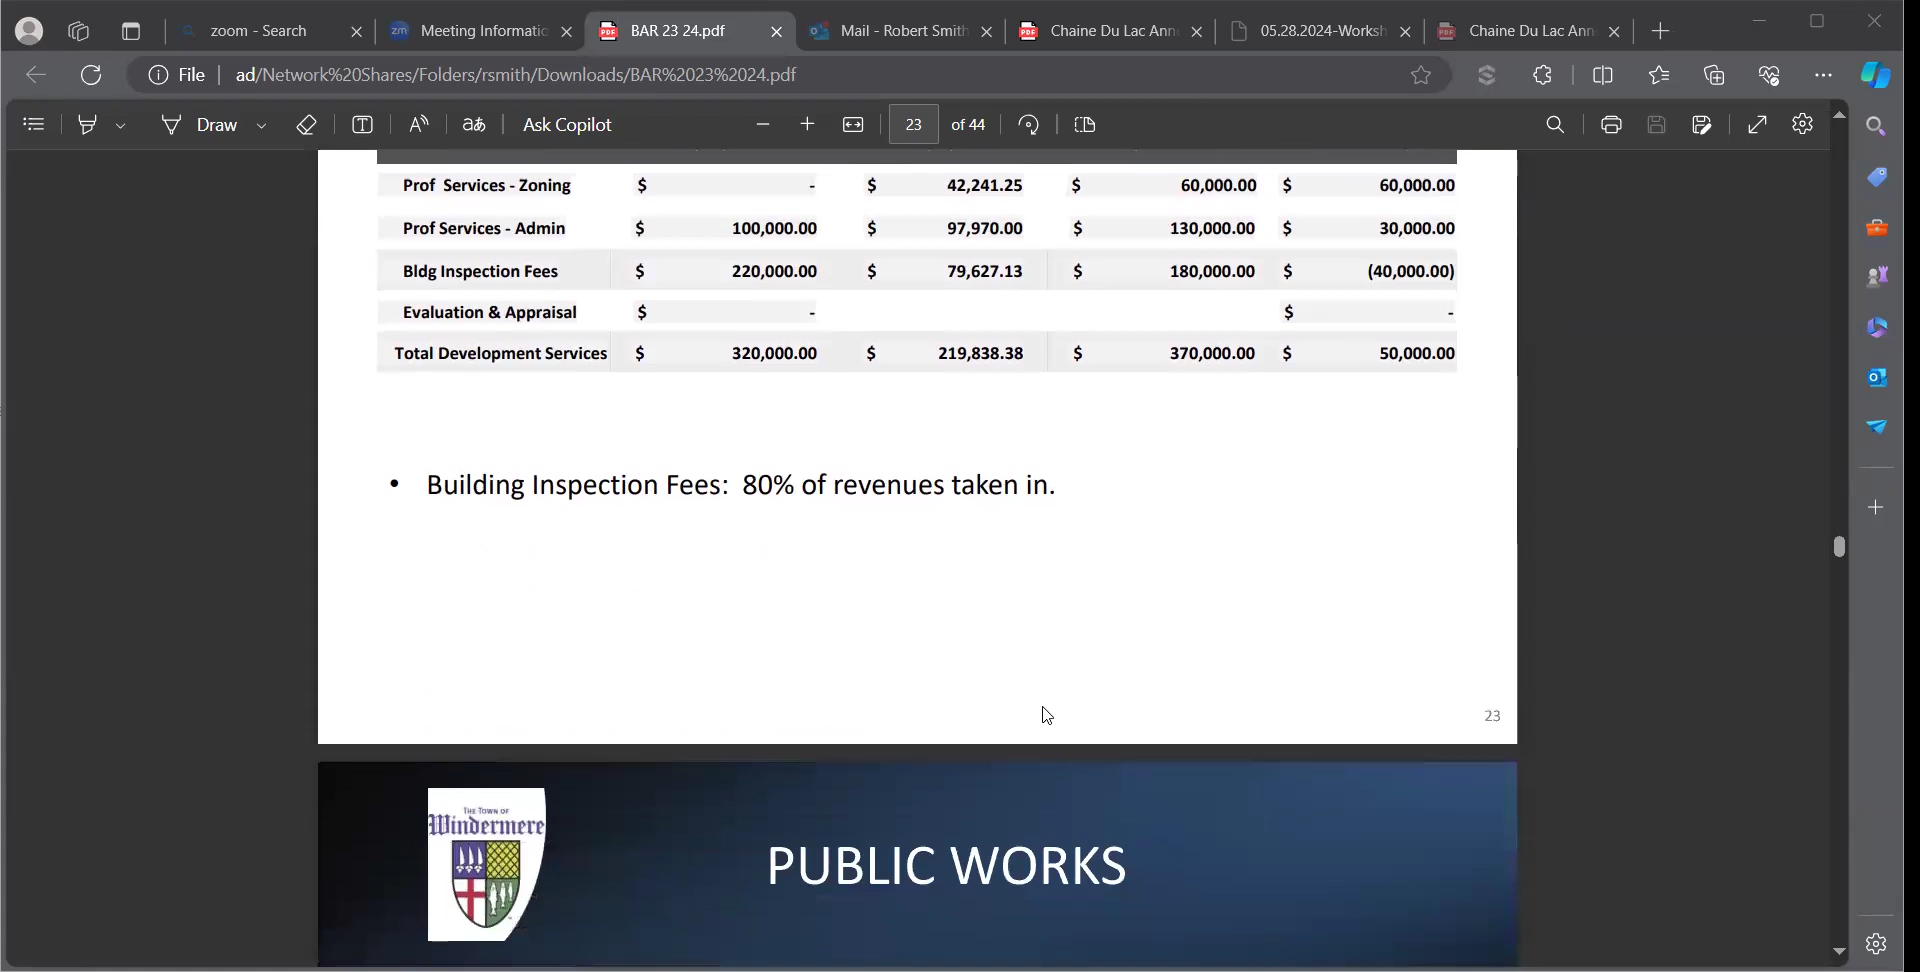 zoom - Search
Meeting Informatic
BAR 23 24.pdf
Mail - Robert Smith
Chaine Du Lac Ann
05.28.2024-Worksh
Chaine Du Lac Ann
File
ad/Network%20Shares/Folders/rsmith/Downloads/BAR%2023%2024.pdf
Draw
Ask Copilot
23 of 44
Prof Services - Zoning $ - $ 42,241.25 $ 60,000.00 $ 60,000.00
Prof Services - Admin $ 100,000.00 $ 97,970.00 $ 130,000.00 $ 30,000.00
Bldg Inspection Fees $ 220,000.00 $ 79,627.13 $ 180,000.00 $ (40,000.00)
Evaluation & Appraisal $ - $ -
Total Development Services $ 320,000.00 $ 219,838.38 $ 370,000.00 $ 50,000.00
• Building Inspection Fees: 80% of revenues taken in.
23
THE TOWN OF
Windermere
PUBLIC WORKS